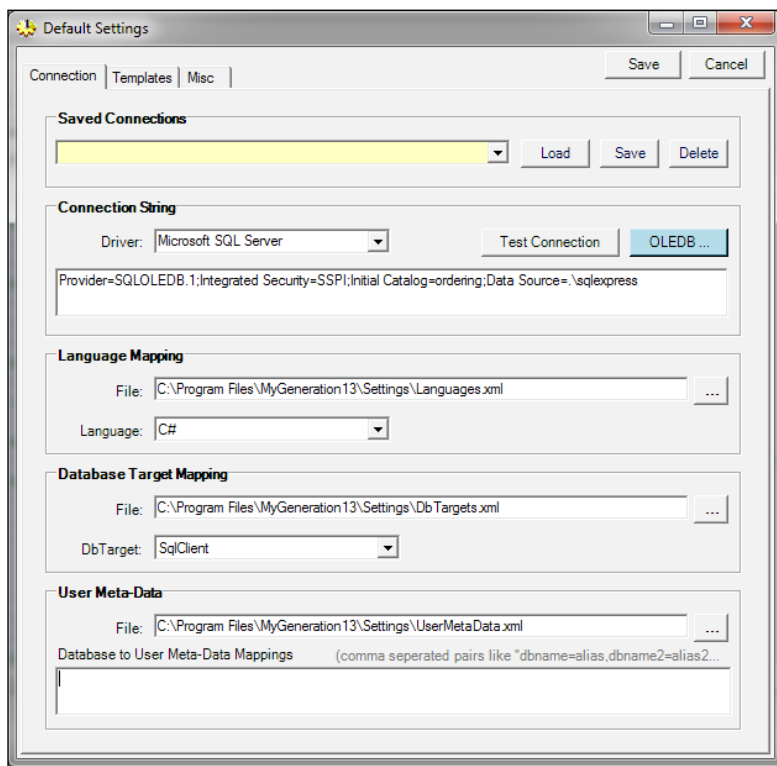 Default Settings
Save Cancel
Connection Templates Misc
Saved Connections
Load Save Delete
Connection String
Driver: Microsoft SQL Server Test Connection OLEDB ...
Provider=SQLOLEDB.1;Integrated Security=SSPI;Initial Catalog=ordering;Data Source=.\sqlexpress
Language Mapping
File: C:\Program Files\MyGeneration13\Settings\Languages.xml ...
Language: C#
Database Target Mapping
File: C:\Program Files\MyGeneration13\Settings\DbTargets.xml ...
DbTarget: SqlClient
User Meta-Data
File: C:\Program Files\MyGeneration13\Settings\UserMetaData.xml ...
Database to User Meta-Data Mappings (comma seperated pairs like "dbname=alias,dbname2=alias2...